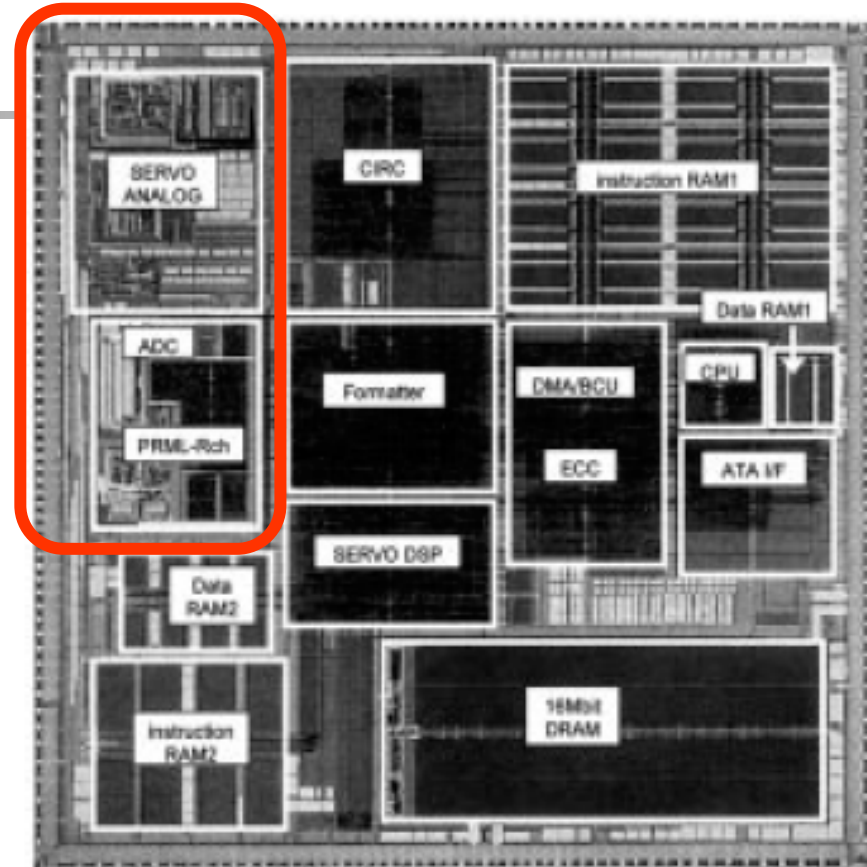 SERVO
ANALOG
CIRC
Instruction RAM1
Data RAM1
ADC
PRML-Rch
Formatter
DMA/BCU
ECC
CPU
ATA I/F
SERVO DSP
Data
RAM2
Instruction
RAM2
16Mbit
DRAM